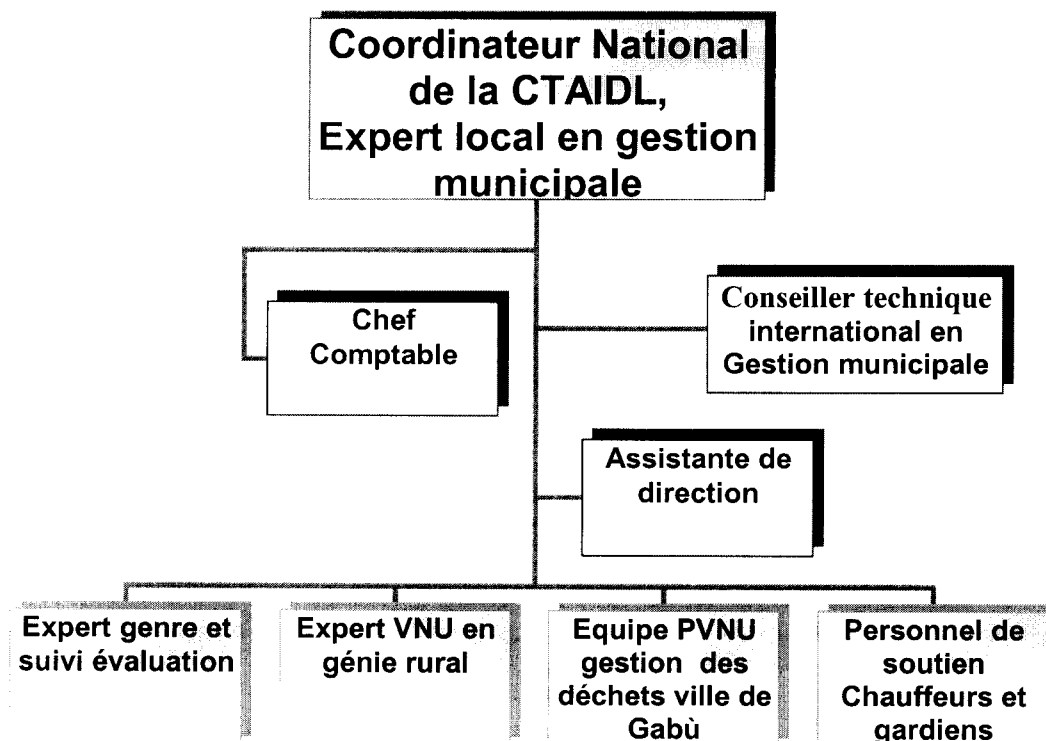 Coordinateur National
de la CTAIDL,
Expert local en gestion
municipale
Chef
Comptable
Conseiller technique
international en
Gestion municipale
Assistante de
direction
Expert genre et
suivi évaluation
Expert VNU en
génie rural
Equipe PVNU
gestion des
déchets ville de
Gabù
Personnel de
soutien
Chauffeurs et
gardiens